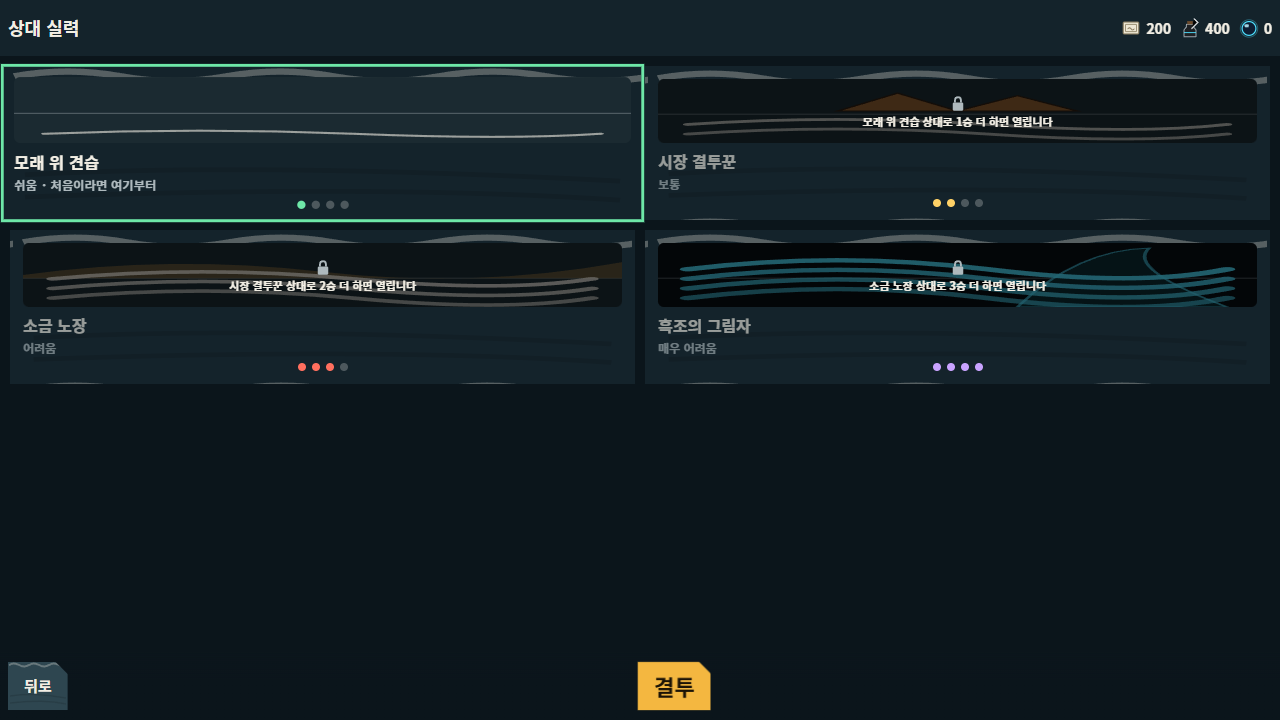 상대 실력
200 400 0
모래 위 견습
쉬움 · 처음이라면 여기부터
모래 위 견습 상대로 1승 더 하면 열립니다
시장 결투꾼
보통
시장 결투꾼 상대로 2승 더 하면 열립니다
소금 노장
어려움
소금 노장 상대로 3승 더 하면 열립니다
흑조의 그림자
매우 어려움
뒤로
결투